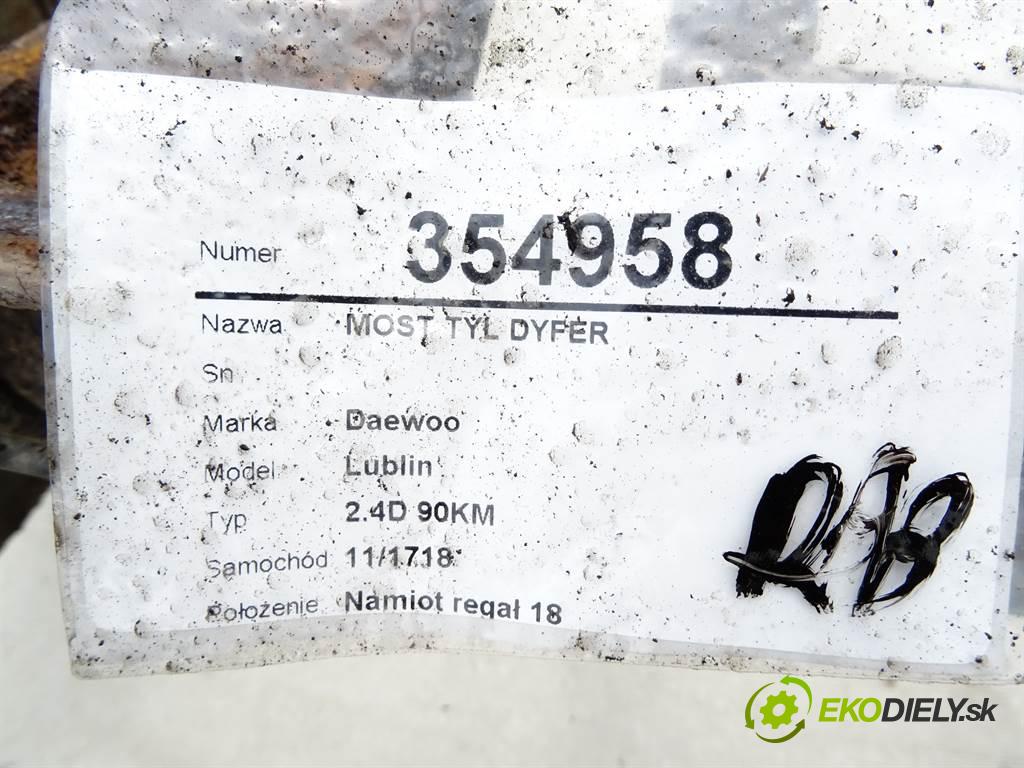 Numer 354958
Nazwa MOST TYL DYFER
Sn
Marka Daewoo
Model Lublin
Typ 2.4D 90KM
Samochód 11/1718
Położenie Namiot regał 18
EKODIELY.sk